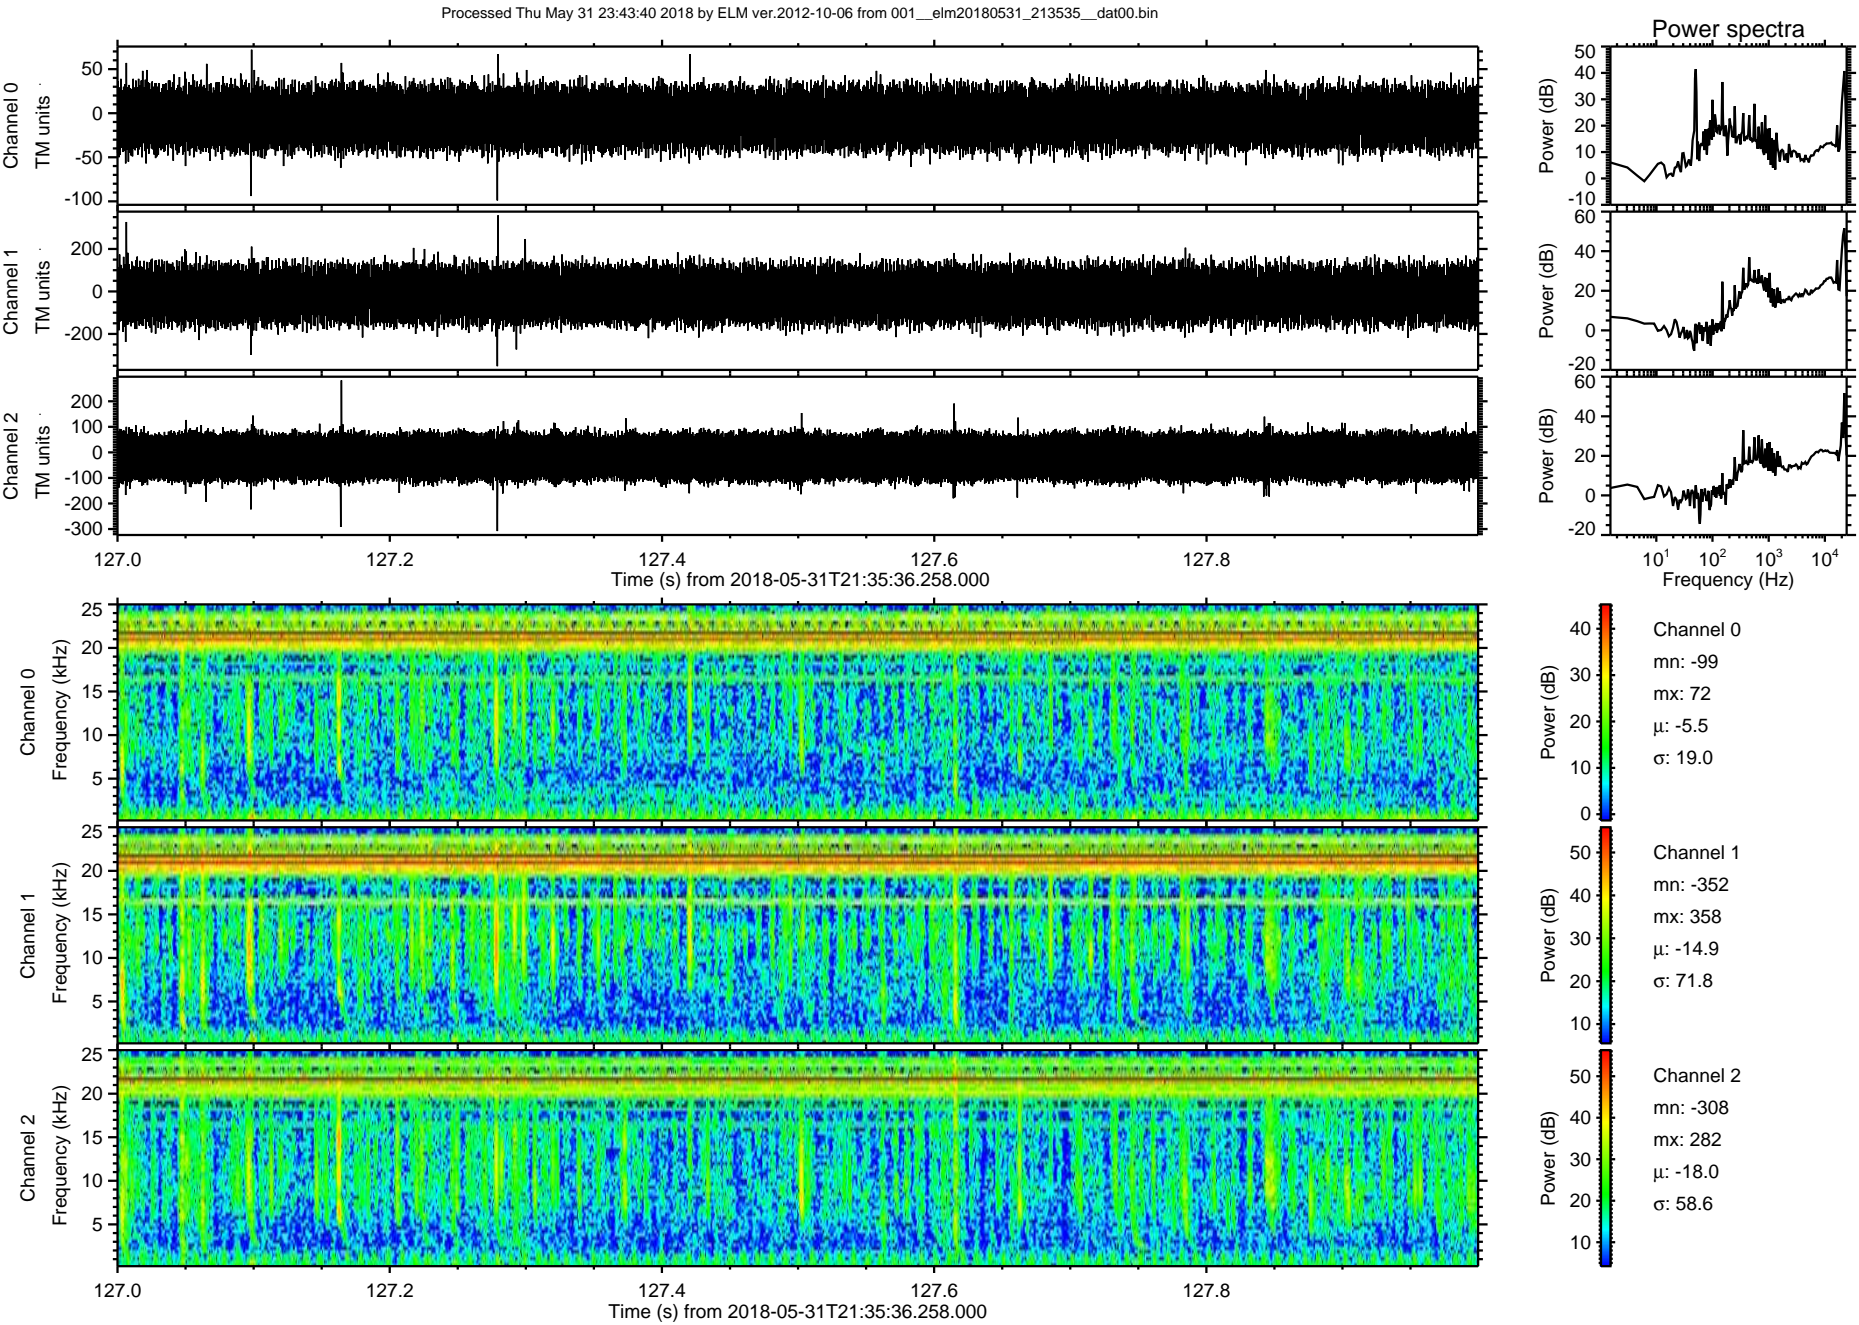 Processed Thu May 31 23:43:40 2018 by ELM ver.2012-10-06 from 001__elm20180531_213535__dat00.bin
Power spectra
Channel 0
TM units
50
0
-50
-100
Power (dB)
50
40
30
20
10
0
-10
Channel 1
TM units
200
0
-200
Power (dB)
60
40
20
0
-20
Channel 2
TM units
200
100
0
-100
-200
-300
Power (dB)
60
40
20
0
-20
127.0 127.2 127.4 127.6 127.8
Time (s) from 2018-05-31T21:35:36.258.000
10^1 10^2 10^3 10^4
Frequency (Hz)
Channel 0
Frequency (kHz)
25
20
15
10
5
Power (dB)
40
30
20
10
0
Channel 0
mn: -99
mx: 72
μ: -5.5
σ: 19.0
Channel 1
Frequency (kHz)
25
20
15
10
5
Power (dB)
50
40
30
20
10
Channel 1
mn: -352
mx: 358
μ: -14.9
σ: 71.8
Channel 2
Frequency (kHz)
25
20
15
10
5
Power (dB)
50
40
30
20
10
Channel 2
mn: -308
mx: 282
μ: -18.0
σ: 58.6
127.0 127.2 127.4 127.6 127.8
Time (s) from 2018-05-31T21:35:36.258.000